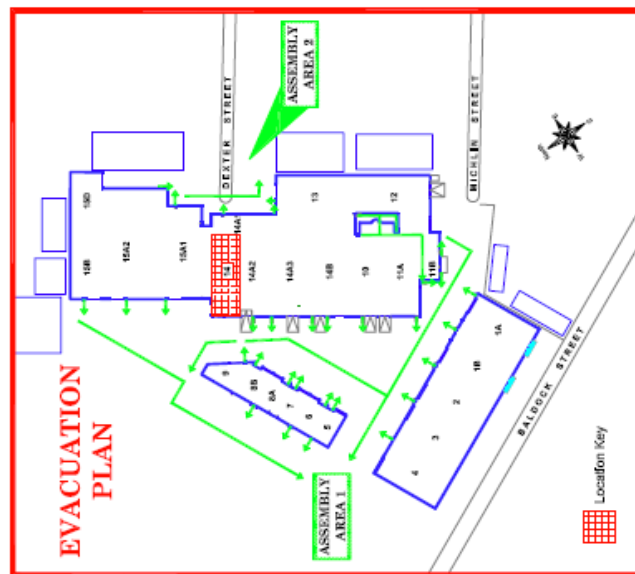 EVACUATION
PLAN
15B
15D
15A2
15A1
14
14A1
14A2
14A3
14B
10
11A
11B
13
12
9
8B
8A
7
6
5
4
3
2
1B
1A
ASSEMBLY
AREA 1
ASSEMBLY
AREA 2
DEXTER STREET
MICHLIN STREET
BALDOCK STREET
Location Key